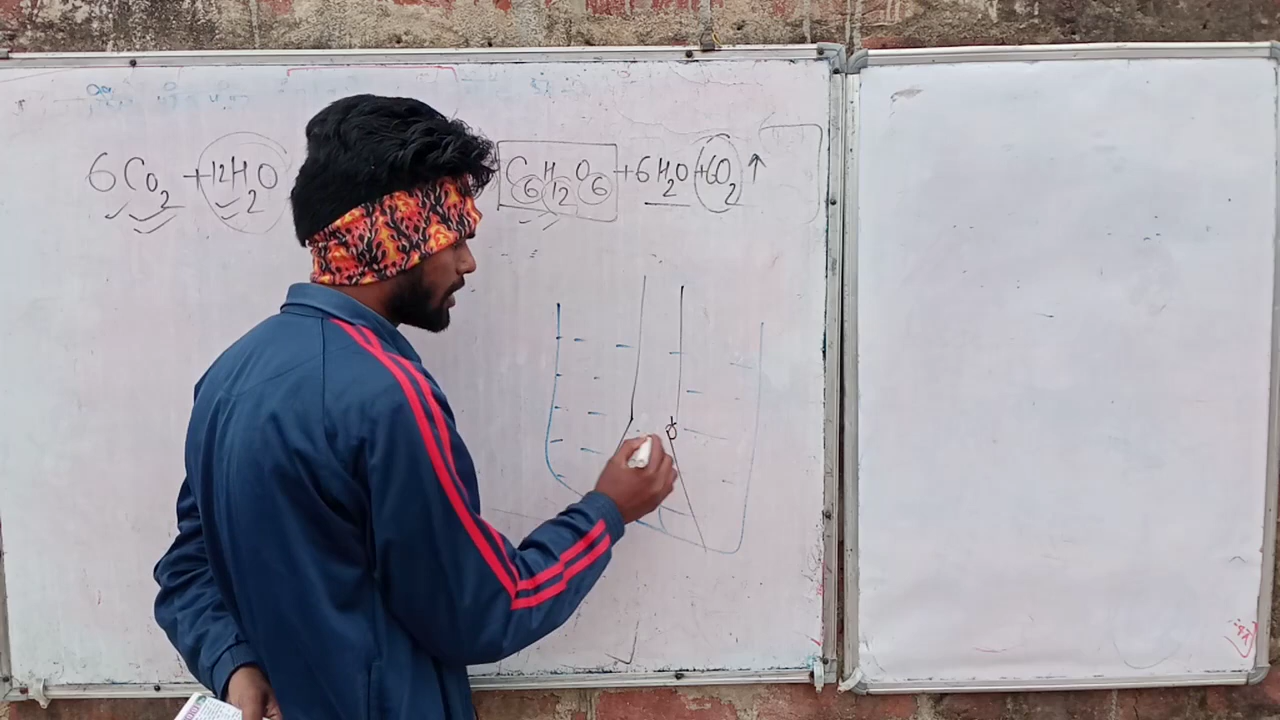 6CO₂ + 12H₂O C₆H₁₂O₆ + 6H₂O + 6O₂ ↑